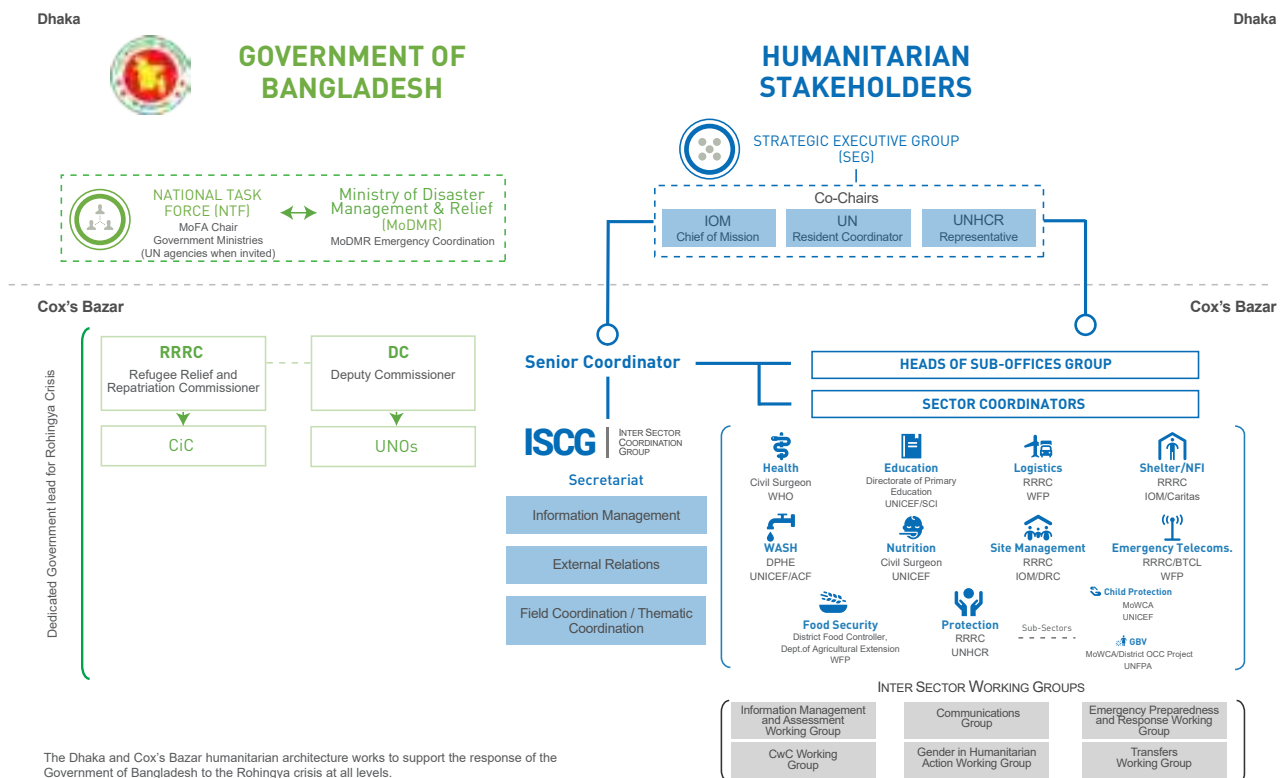 Dhaka
Dhaka
GOVERNMENT OF
BANGLADESH
HUMANITARIAN
STAKEHOLDERS
STRATEGIC EXECUTIVE GROUP
(SEG)
NATIONAL TASK
FORCE (NTF)
MoFA Chair
Government Ministries
(UN agencies when invited)
Ministry of Disaster
Management & Relief
(MoDMR)
MoDMR Emergency Coordination
Co-Chairs
IOM
Chief of Mission
UN
Resident Coordinator
UNHCR
Representative
Cox's Bazar
Cox's Bazar
Dedicated Government lead for Rohingya Crisis
RRRC
Refugee Relief and
Repatriation Commissioner
DC
Deputy Commissioner
CiC
UNOs
Senior Coordinator
HEADS OF SUB-OFFICES GROUP
SECTOR COORDINATORS
ISCG
INTER SECTOR
COORDINATION
GROUP
Secretariat
Information Management
External Relations
Field Coordination / Thematic
Coordination
Health
Civil Surgeon
WHO
Education
Directorate of Primary
Education
UNICEF/SCI
Logistics
RRRC
WFP
Shelter/NFI
RRRC
IOM/Caritas
WASH
DPHE
UNICEF/ACF
Nutrition
Civil Surgeon
UNICEF
Site Management
RRRC
IOM/DRC
Emergency Telecoms.
RRRC/BTCL
WFP
Food Security
District Food Controller,
Dept.of Agricultural Extension
WFP
Protection
RRRC
UNHCR
Sub-Sectors
Child Protection
MoWCA
UNICEF
GBV
MoWCA/District OCC Project
UNFPA
INTER SECTOR WORKING GROUPS
Information Management
and Assessment
Working Group
Communications
Group
Emergency Preparedness
and Response Working
Group
CwC Working
Group
Gender in Humanitarian
Action Working Group
Transfers
Working Group
The Dhaka and Cox's Bazar humanitarian architecture works to support the response of the
Government of Bangladesh to the Rohingya crisis at all levels.